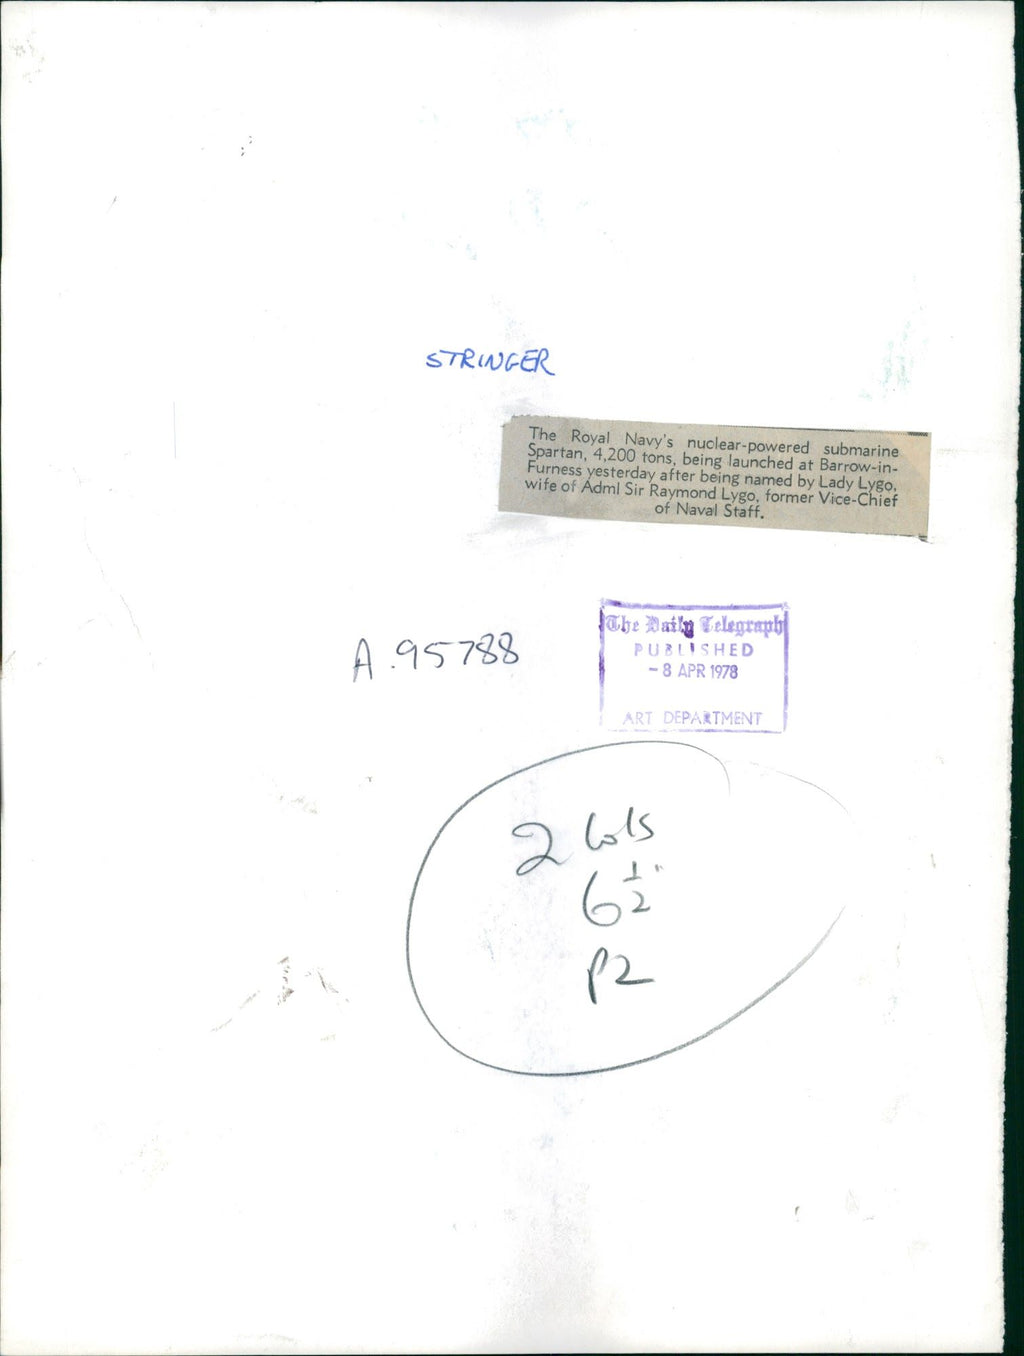 STRINGER
The Royal Navy's nuclear-powered submarine
Spartan, 4,200 tons, being launched at Barrow-in-
Furness yesterday after being named by Lady Lygo,
wife of Adml Sir Raymond Lygo, former Vice-Chief
of Naval Staff.
A.95788
The Daily Telegraph
PUBLISHED
-8 APR 1978
ART DEPARTMENT
2 cols
6 1/2"
P2